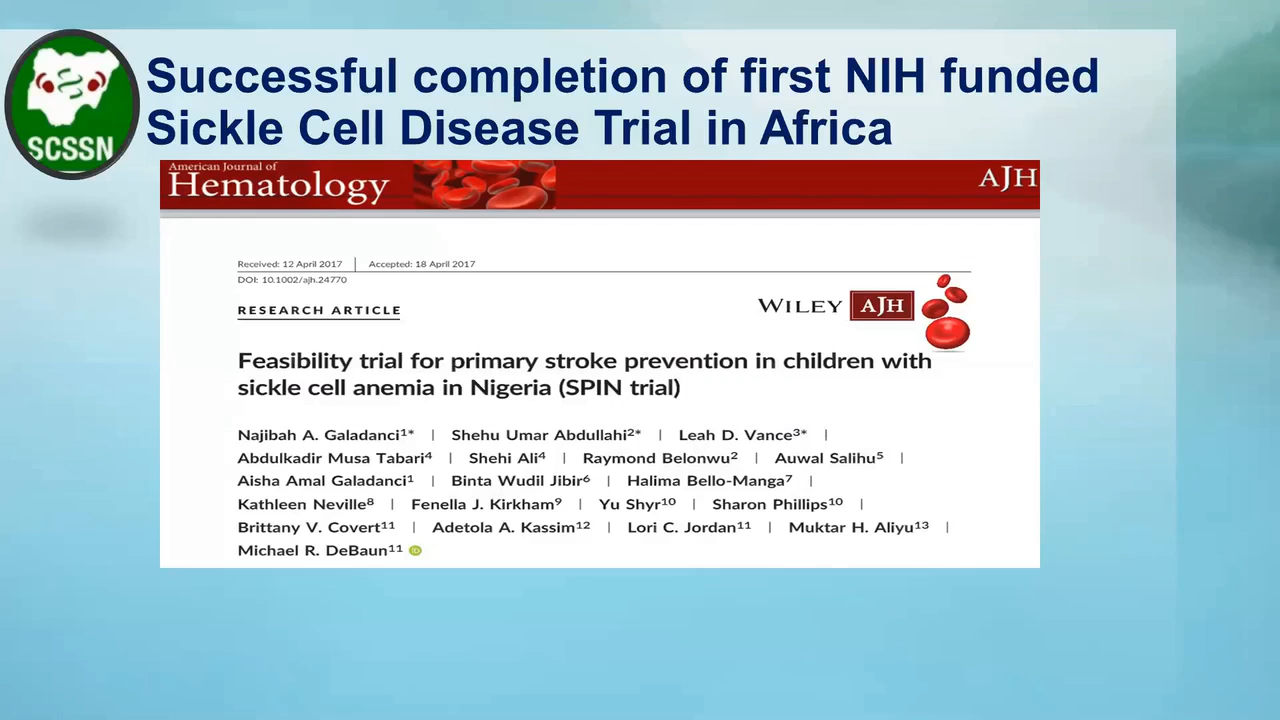 SCSSN
Successful completion of first NIH funded
Sickle Cell Disease Trial in Africa
American Journal of
Hematology
AJH
Received: 12 April 2017 | Accepted: 18 April 2017
DOI: 10.1002/ajh.24770
RESEARCH ARTICLE
WILEY AJH
Feasibility trial for primary stroke prevention in children with
sickle cell anemia in Nigeria (SPIN trial)
Najibah A. Galadanci¹* | Shehu Umar Abdullahi²* | Leah D. Vance³* |
Abdulkadir Musa Tabari⁴ | Shehi Ali⁴ | Raymond Belonwu² | Auwal Salihu⁵ |
Aisha Amal Galadanci¹ | Binta Wudil Jibir⁶ | Halima Bello-Manga⁷ |
Kathleen Neville⁸ | Fenella J. Kirkham⁹ | Yu Shyr¹⁰ | Sharon Phillips¹⁰ |
Brittany V. Covert¹¹ | Adetola A. Kassim¹² | Lori C. Jordan¹¹ | Muktar H. Aliyu¹³ |
Michael R. DeBaun¹¹ iD